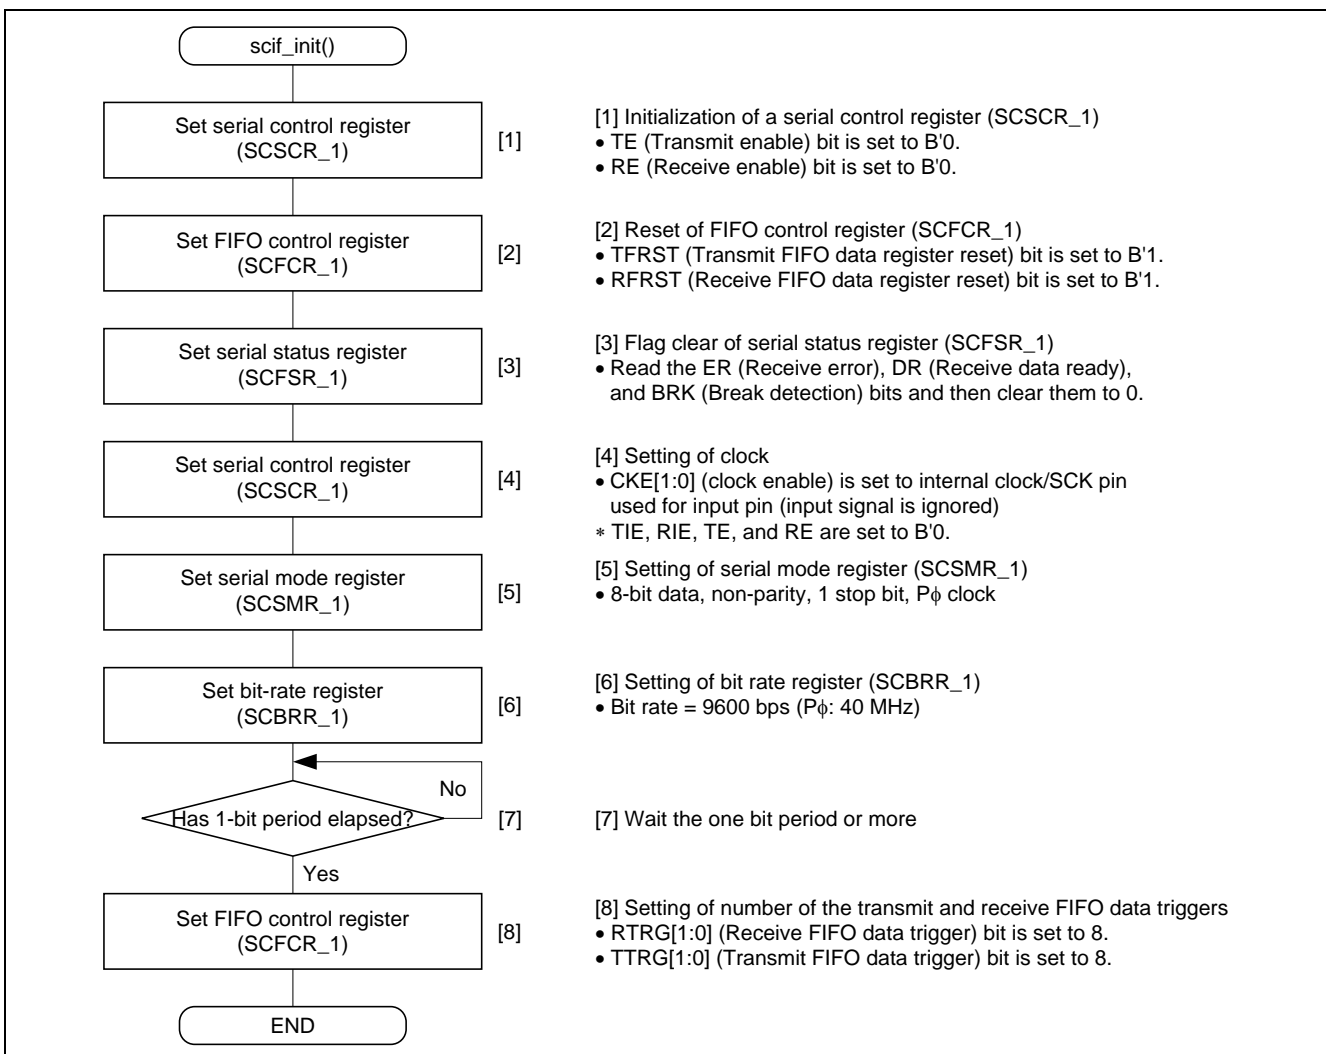 scif_init()
Set serial control register
(SCSCR_1)
[1]
[1] Initialization of a serial control register (SCSCR_1)
• TE (Transmit enable) bit is set to B'0.
• RE (Receive enable) bit is set to B'0.
Set FIFO control register
(SCFCR_1)
[2]
[2] Reset of FIFO control register (SCFCR_1)
• TFRST (Transmit FIFO data register reset) bit is set to B'1.
• RFRST (Receive FIFO data register reset) bit is set to B'1.
Set serial status register
(SCFSR_1)
[3]
[3] Flag clear of serial status register (SCFSR_1)
• Read the ER (Receive error), DR (Receive data ready),
and BRK (Break detection) bits and then clear them to 0.
Set serial control register
(SCSCR_1)
[4]
[4] Setting of clock
• CKE[1:0] (clock enable) is set to internal clock/SCK pin
used for input pin (input signal is ignored)
* TIE, RIE, TE, and RE are set to B'0.
Set serial mode register
(SCSMR_1)
[5]
[5] Setting of serial mode register (SCSMR_1)
• 8-bit data, non-parity, 1 stop bit, Pϕ clock
Set bit-rate register
(SCBRR_1)
[6]
[6] Setting of bit rate register (SCBRR_1)
• Bit rate = 9600 bps (Pϕ: 40 MHz)
No
Has 1-bit period elapsed?
[7]
[7] Wait the one bit period or more
Yes
Set FIFO control register
(SCFCR_1)
[8]
[8] Setting of number of the transmit and receive FIFO data triggers
• RTRG[1:0] (Receive FIFO data trigger) bit is set to 8.
• TTRG[1:0] (Transmit FIFO data trigger) bit is set to 8.
END